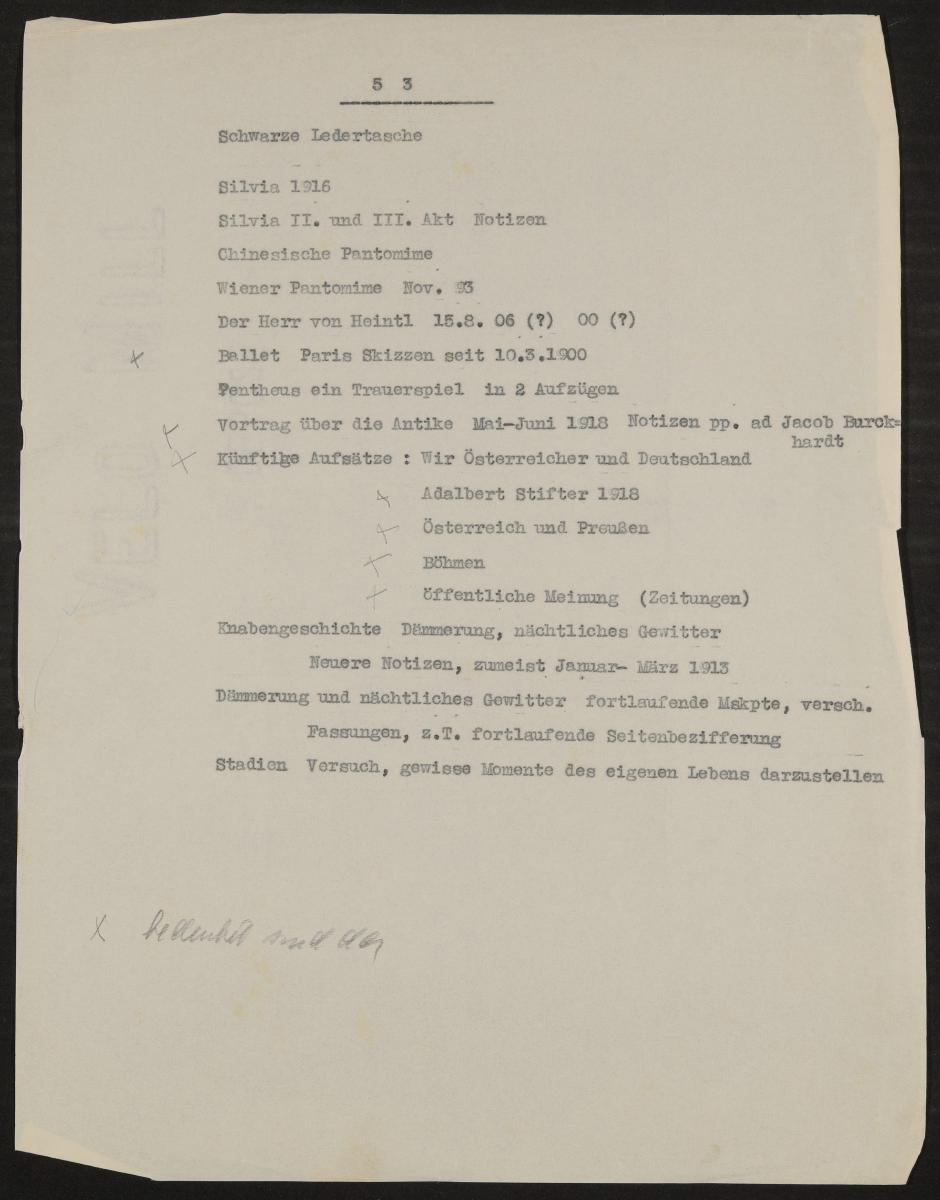 5 3
Schwarze Ledertasche
Silvia 1916
Silvia II. und III. Akt Notizen
Chinesische Pantomime
Wiener Pantomime Nov. 93
Der Herr von Heintl 15.8. 06 (?) 00 (?)
x Ballet Paris Skizzen seit 10.3.1900
Pentheus ein Trauerspiel in 2 Aufzügen
x Vortrag über die Antike Mai-Juni 1918 Notizen pp. ad Jacob Burck=
hardt
x Künftige Aufsätze : Wir Österreicher und Deutschland
x Adalbert Stifter 1918
x Österreich und Preußen
x Böhmen
x öffentliche Meinung (Zeitungen)
Knabengeschichte Dämmerung, nächtliches Gewitter
Neuere Notizen, zumeist Januar- März 1913
Dämmerung und nächtliches Gewitter fortlaufende Mskpte, versch.
Fassungen, z.T. fortlaufende Seitenbezifferung
Stadien Versuch, gewisse Momente des eigenen Lebens darzustellen
x bedeutet sind da